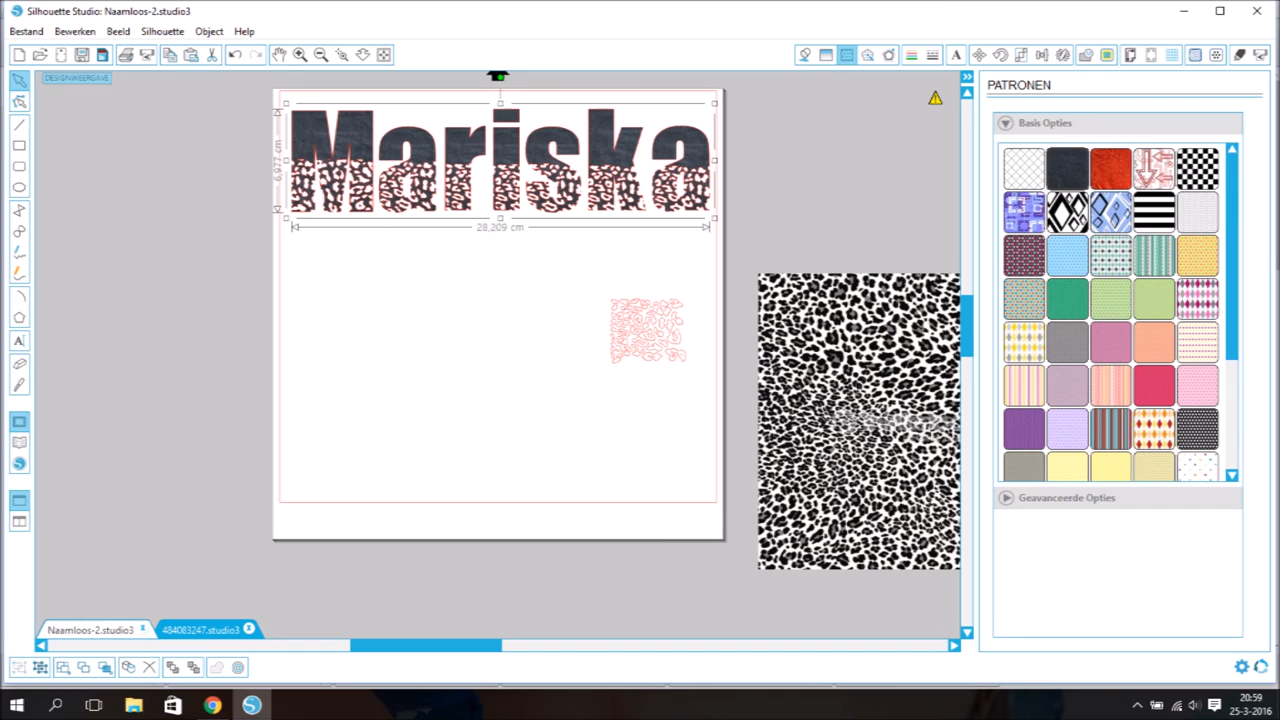 Silhouette Studio: Naamloos-2.studio3
Bestand Bewerken Beeld Silhouette Object Help
DESIGNWEERGAVE
PATRONEN
Basis Opties
Mariska
6,977 cm
28,209 cm
Geavanceerde Opties
Naamloos-2.studio3
484083247.studio3
20:59
25-3-2016